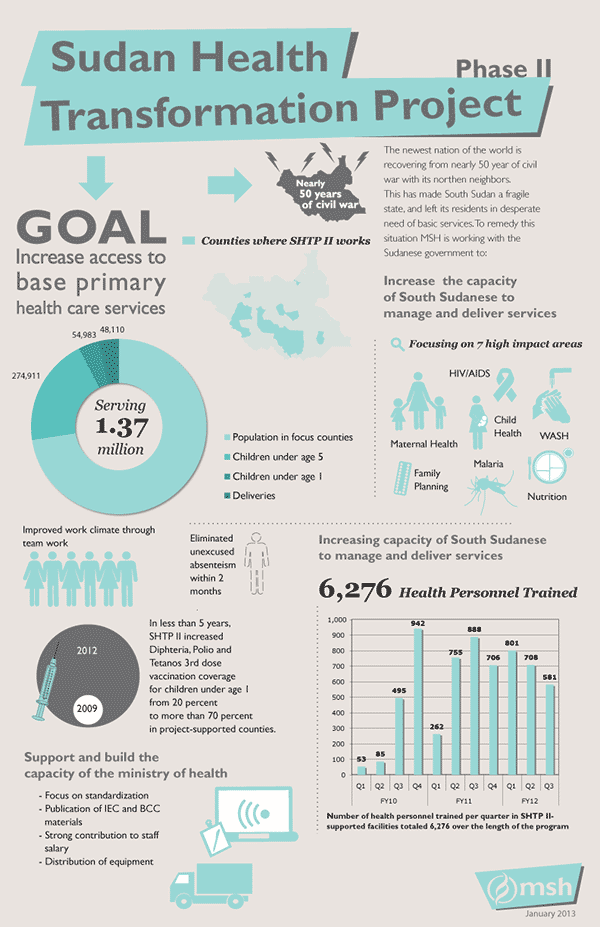 Sudan Health
Phase II
Transformation Project
GOAL
Increase access to
base primary
health care services
Nearly
50 years
of civil war
The newest nation of the world is
recovering from nearly 50 year of civil
war with its northen neighbors.
This has made South Sudan a fragile
state, and left its residents in desperate
need of basic services. To remedy this
situation MSH is working with the
Sudanese government to:
Counties where SHTP II works
Increase the capacity
of South Sudanese to
manage and deliver services
Focusing on 7 high impact areas
HIV/AIDS
Maternal Health
Child
Health
WASH
Family
Planning
Malaria
Nutrition
54,983
48,110
274,911
Serving
1.37
million
Population in focus counties
Children under age 5
Children under age 1
Deliveries
Improved work climate through
team work
Eliminated
unexcused
absenteism
within 2
months
Increasing capacity of South Sudanese
to manage and deliver services
6,276 Health Personnel Trained
2012
2009
In less than 5 years,
SHTP II increased
Diphteria, Polio and
Tetanos 3rd dose
vaccination coverage
for children under age 1
from 20 percent
to more than 70 percent
in project-supported counties.
1,000
900
800
700
600
500
400
300
200
100
0
53
85
495
942
262
755
888
706
801
708
581
Q1 Q2 Q3 Q4 Q1 Q2 Q3 Q4 Q1 Q2 Q3
FY10 FY11 FY12
Number of health personnel trained per quarter in SHTP II-
supported facilities totaled 6,276 over the length of the program
Support and build the
capacity of the ministry of health
- Focus on standardization
- Publication of IEC and BCC
materials
- Strong contribution to staff
salary
- Distribution of equipment
msh
January 2013